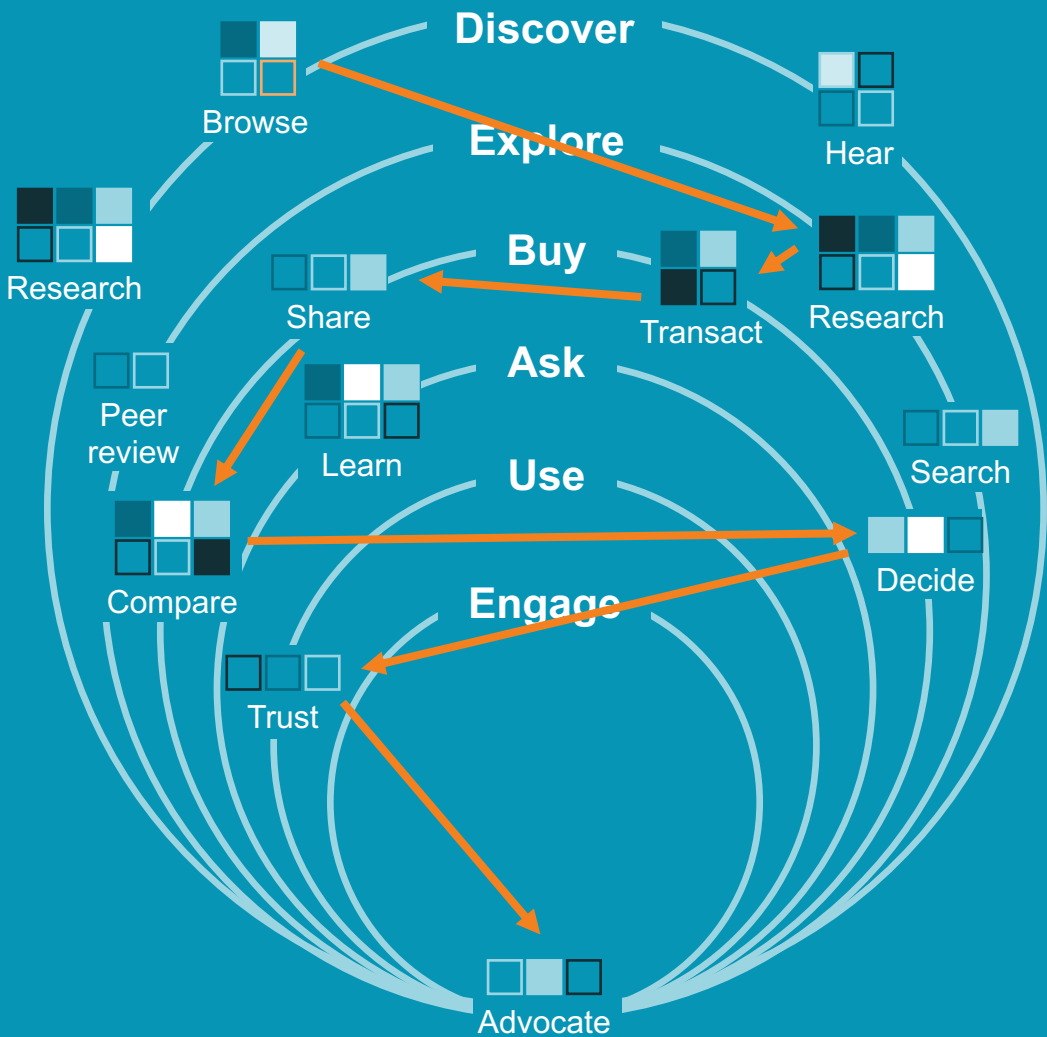 Discover
Browse
Explore
Hear
Buy
Research
Share
Transact
Research
Ask
Peer
review
Learn
Search
Use
Decide
Compare
Engage
Trust
Advocate